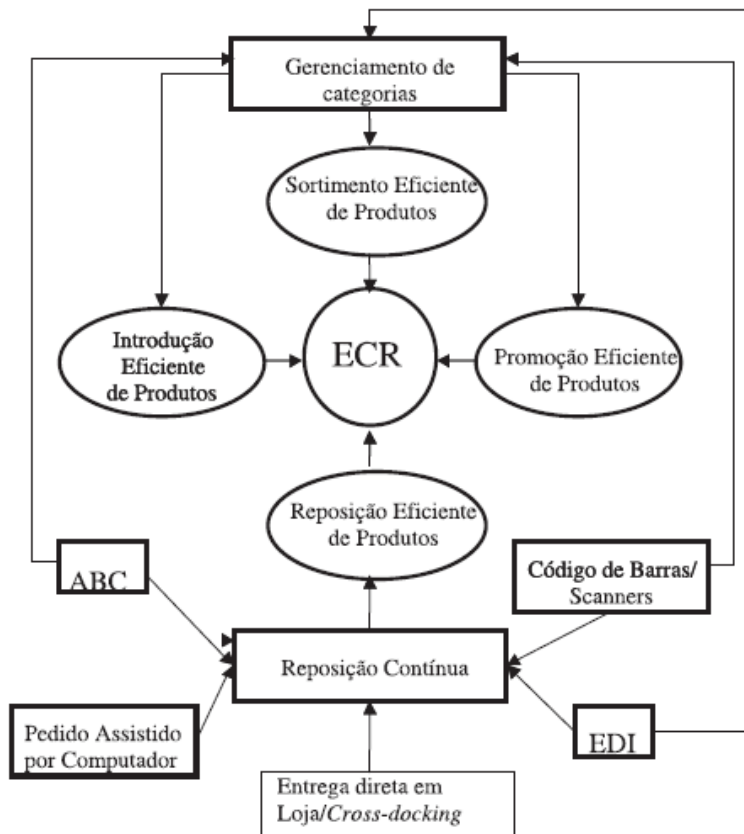 Gerenciamento de
categorias
Sortimento Eficiente
de Produtos
Introdução
Eficiente
de Produtos
ECR
Promoção Eficiente
de Produtos
Reposição Eficiente
de Produtos
ABC
Código de Barras/
Scanners
Reposição Contínua
Pedido Assistido
por Computador
EDI
Entrega direta em
Loja/Cross-docking